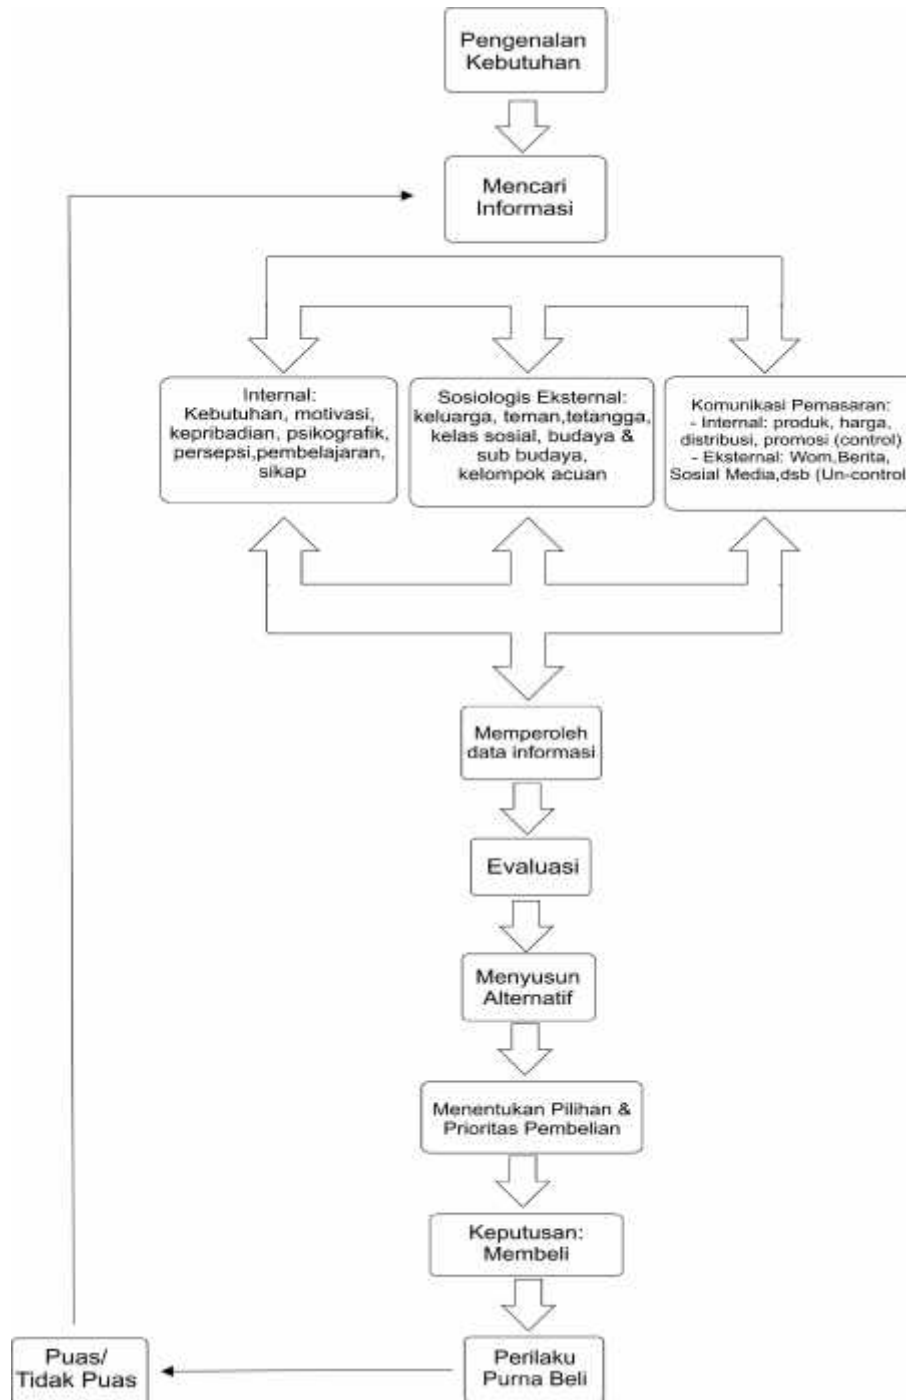 Pengenalan
Kebutuhan
Mencari
Informasi
Internal:
Kebutuhan, motivasi,
kepribadian, psikografik,
persepsi,pembelajaran,
sikap
Sosiologis Eksternal:
keluarga, teman,tetangga,
kelas sosial, budaya &
sub budaya,
kelompok acuan
Komunikasi Pemasaran:
- Internal: produk, harga,
distribusi, promosi (control)
- Eksternal: Wom,Berita,
Sosial Media,dsb (Un-control
Memperoleh
data informasi
Evaluasi
Menyusun
Alternatif
Menentukan Pilihan &
Prioritas Pembelian
Keputusan:
Membeli
Perilaku
Purna Beli
Puas/
Tidak Puas